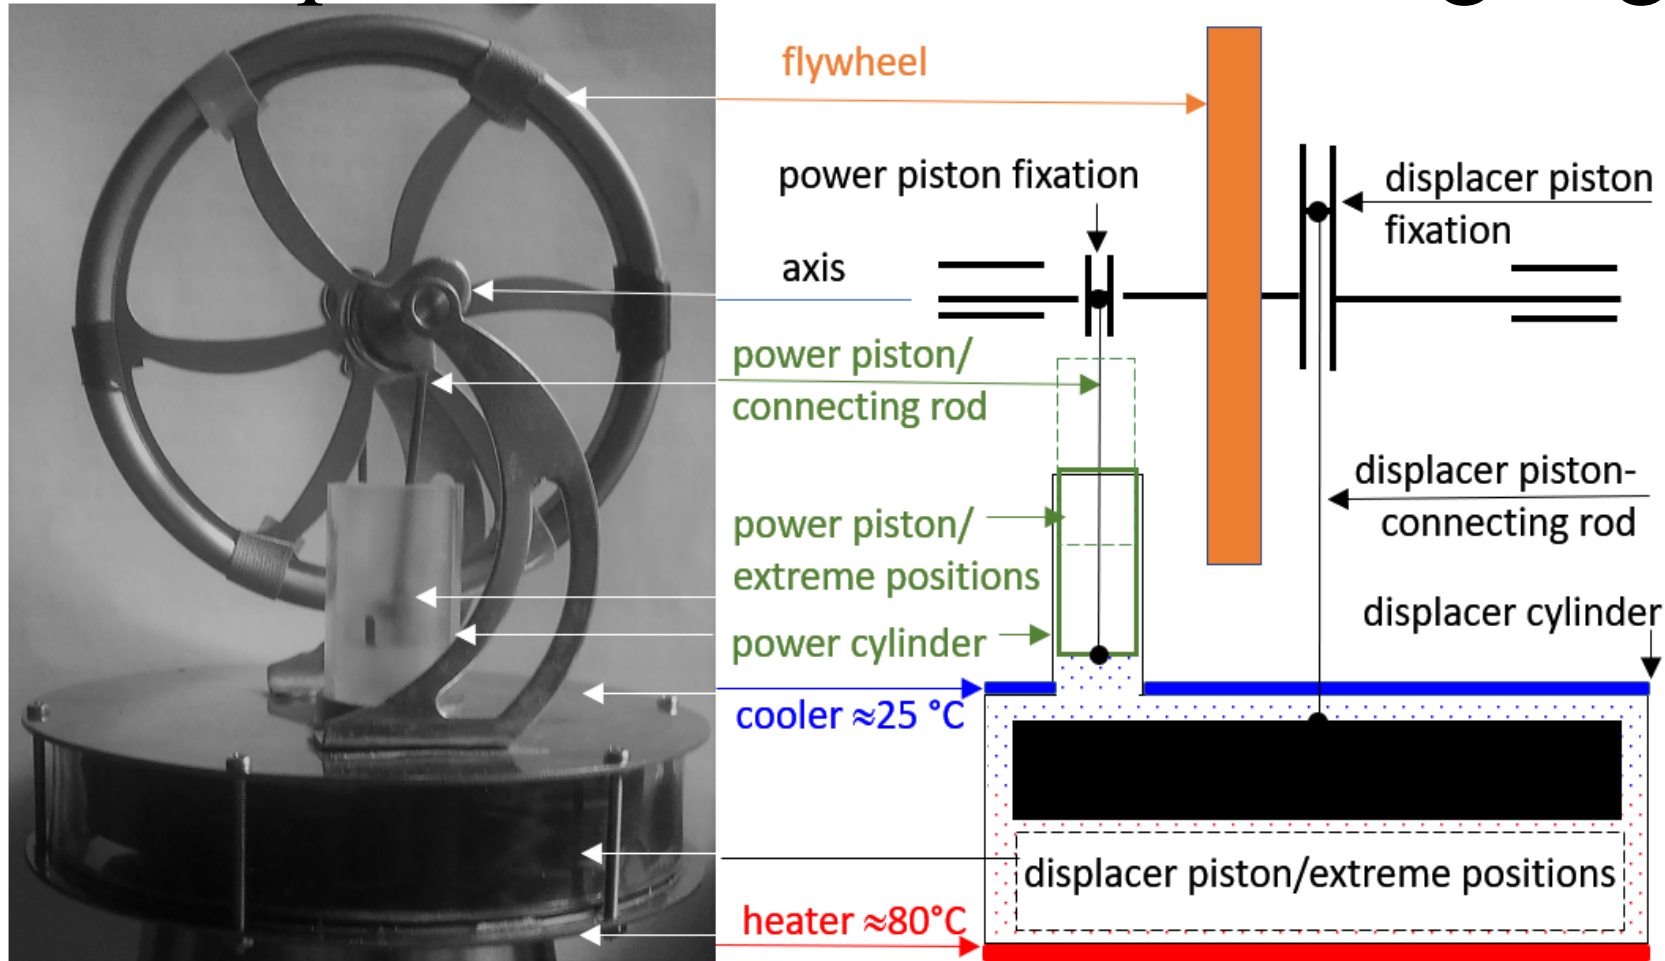 flywheel
power piston fixation
displacer piston
fixation
axis
power piston/
connecting rod
displacer piston-
connecting rod
power piston/
extreme positions
displacer cylinder
power cylinder
cooler ≈25 °C
displacer piston/extreme positions
heater ≈80°C